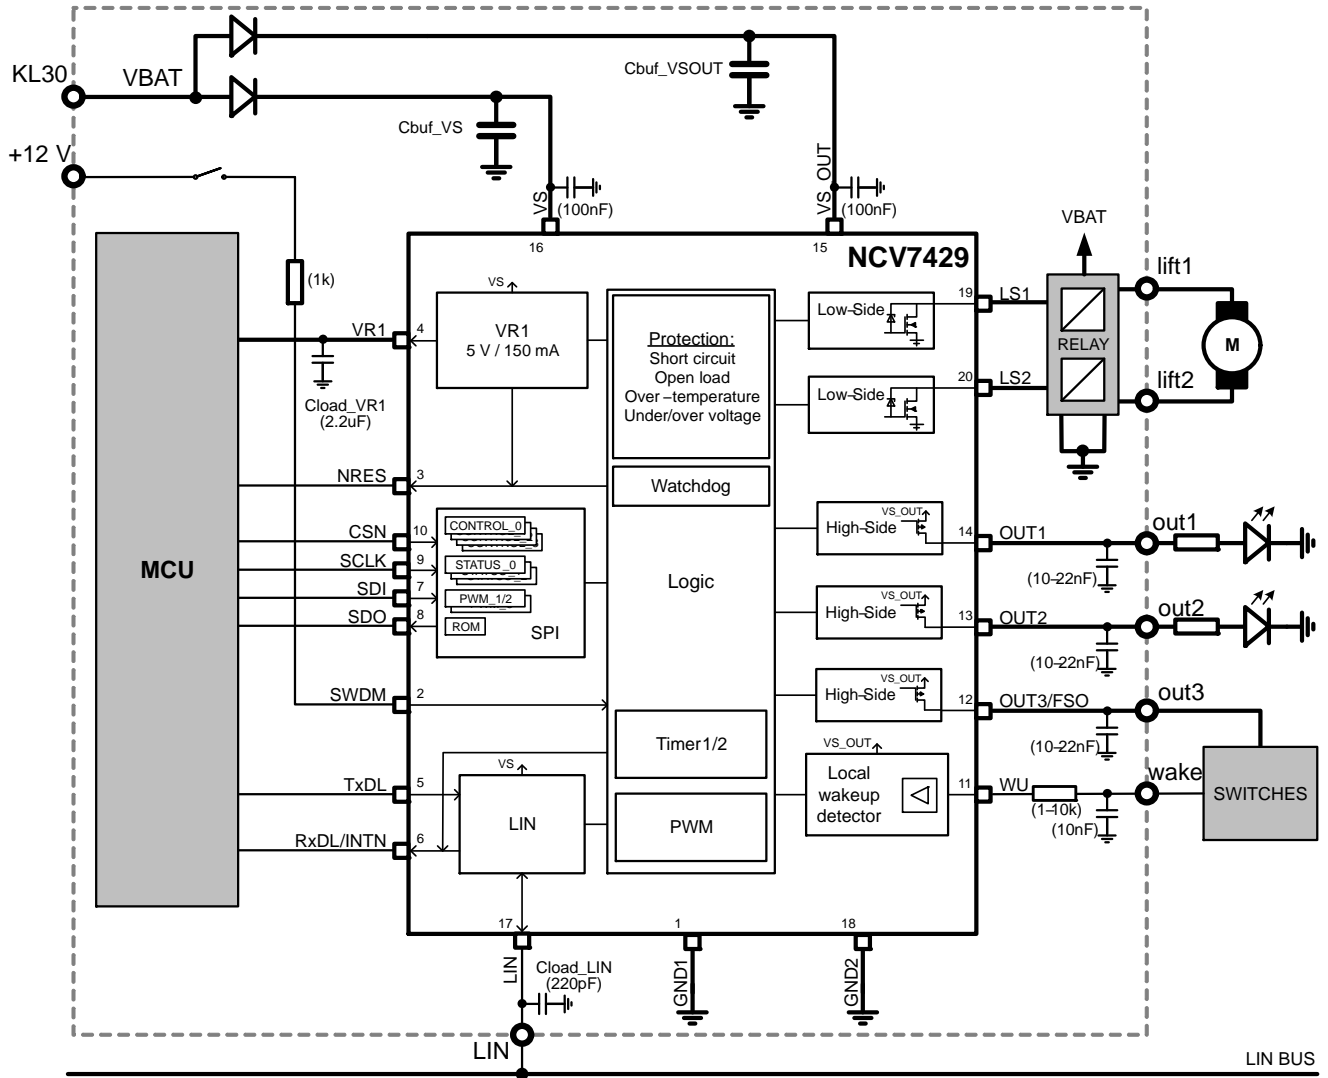 KL30
VBAT
+12 V
Cbuf_VS
Cbuf_VSOUT
VS
(100nF)
VS_OUT
(100nF)
16
15
NCV7429
(1k)
MCU
VR1
4
Cload_VR1
(2.2uF)
NRES
3
CSN
10
SCLK
9
SDI
7
SDO
8
SWDM
2
TxDL
5
RxDL/INTN
6
VS
VR1
5 V / 150 mA
CONTROL_0
STATUS_0
PWM_1/2
ROM
SPI
VS
LIN
Protection:
Short circuit
Open load
Over-temperature
Under/over voltage
Watchdog
Logic
Timer1/2
PWM
Low-Side
19
LS1
Low-Side
20
LS2
High-Side
VS_OUT
14
OUT1
High-Side
VS_OUT
13
OUT2
High-Side
VS_OUT
12
OUT3/FSO
VS_OUT
Local
wakeup
detector
11
WU
VBAT
RELAY
lift1
lift2
M
out1
(10-22nF)
out2
(10-22nF)
out3
(10-22nF)
wake
(1-10k)
(10nF)
SWITCHES
17
LIN
Cload_LIN
(220pF)
1
GND1
18
GND2
LIN
LIN BUS